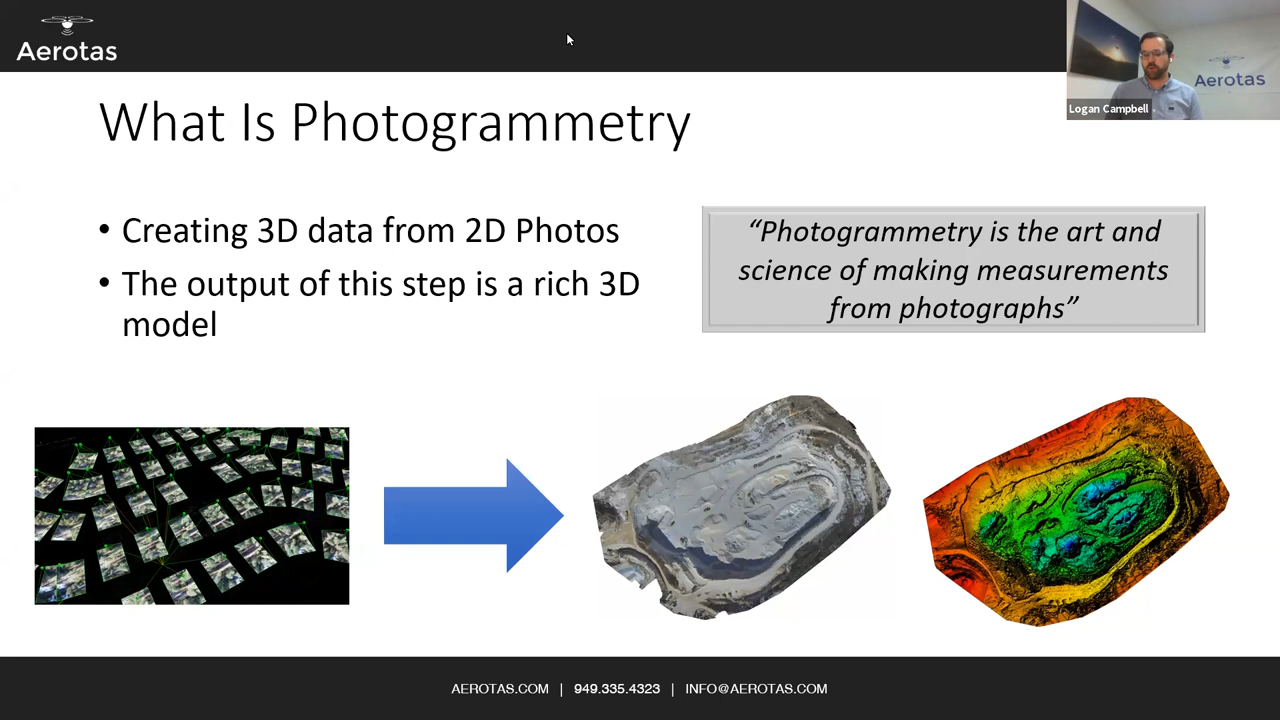 Aerotas
Aerotas
Logan Campbell
What Is Photogrammetry
• Creating 3D data from 2D Photos
• The output of this step is a rich 3D
model
“Photogrammetry is the art and
science of making measurements
from photographs”
AEROTAS.COM | 949.335.4323 | INFO@AEROTAS.COM